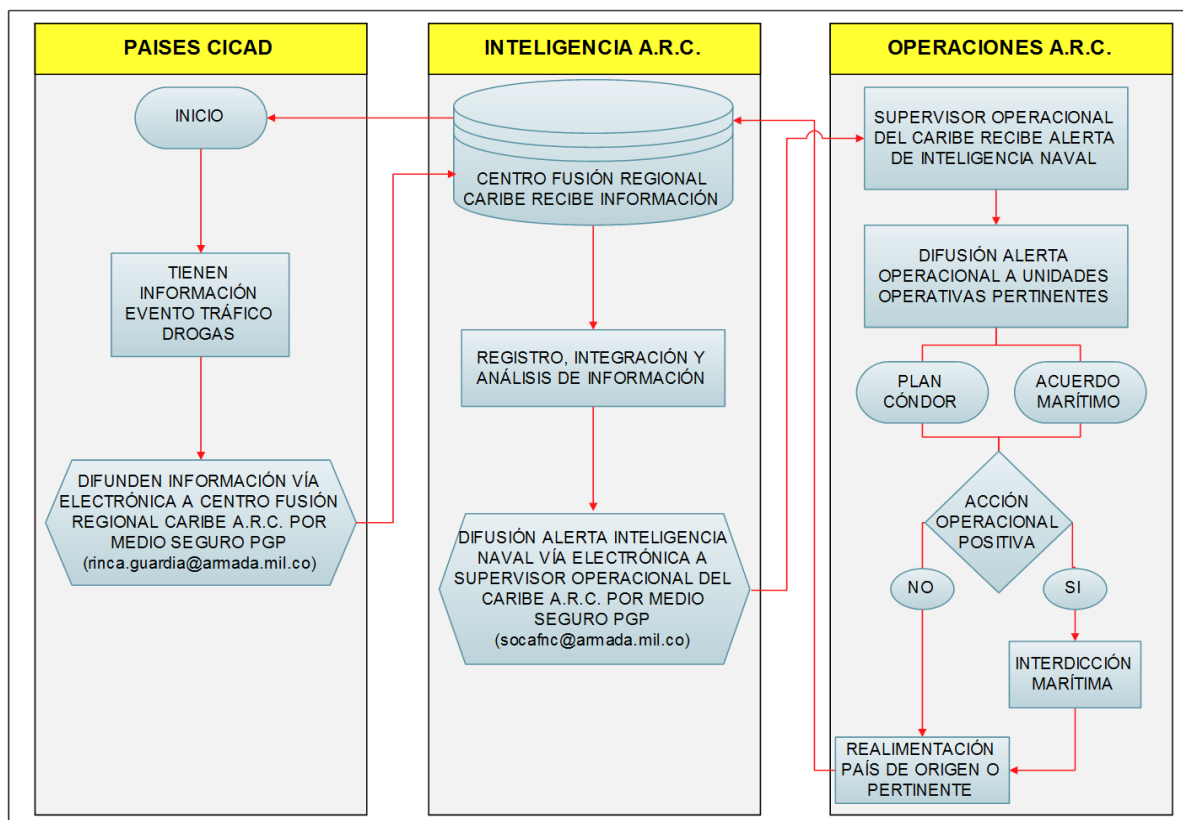 PAISES CICAD
INICIO
TIENEN
INFORMACIÓN
EVENTO TRÁFICO
DROGAS
DIFUNDEN INFORMACIÓN VÍA
ELECTRÓNICA A CENTRO FUSIÓN
REGIONAL CARIBE A.R.C. POR
MEDIO SEGURO PGP
(rinca.guardia@armada.mil.co)
INTELIGENCIA A.R.C.
CENTRO FUSIÓN REGIONAL
CARIBE RECIBE INFORMACIÓN
REGISTRO, INTEGRACIÓN Y
ANÁLISIS DE INFORMACIÓN
DIFUSIÓN ALERTA INTELIGENCIA
NAVAL VÍA ELECTRÓNICA A
SUPERVISOR OPERACIONAL DEL
CARIBE A.R.C. POR MEDIO
SEGURO PGP
(socafnc@armada.mil.co)
OPERACIONES A.R.C.
SUPERVISOR OPERACIONAL
DEL CARIBE RECIBE ALERTA
DE INTELIGENCIA NAVAL
DIFUSIÓN ALERTA
OPERACIONAL A UNIDADES
OPERATIVAS PERTINENTES
PLAN
CÓNDOR
ACUERDO
MARÍTIMO
ACCIÓN
OPERACIONAL
POSITIVA
NO
SI
INTERDICCIÓN
MARÍTIMA
REALIMENTACIÓN
PAÍS DE ORIGEN O
PERTINENTE